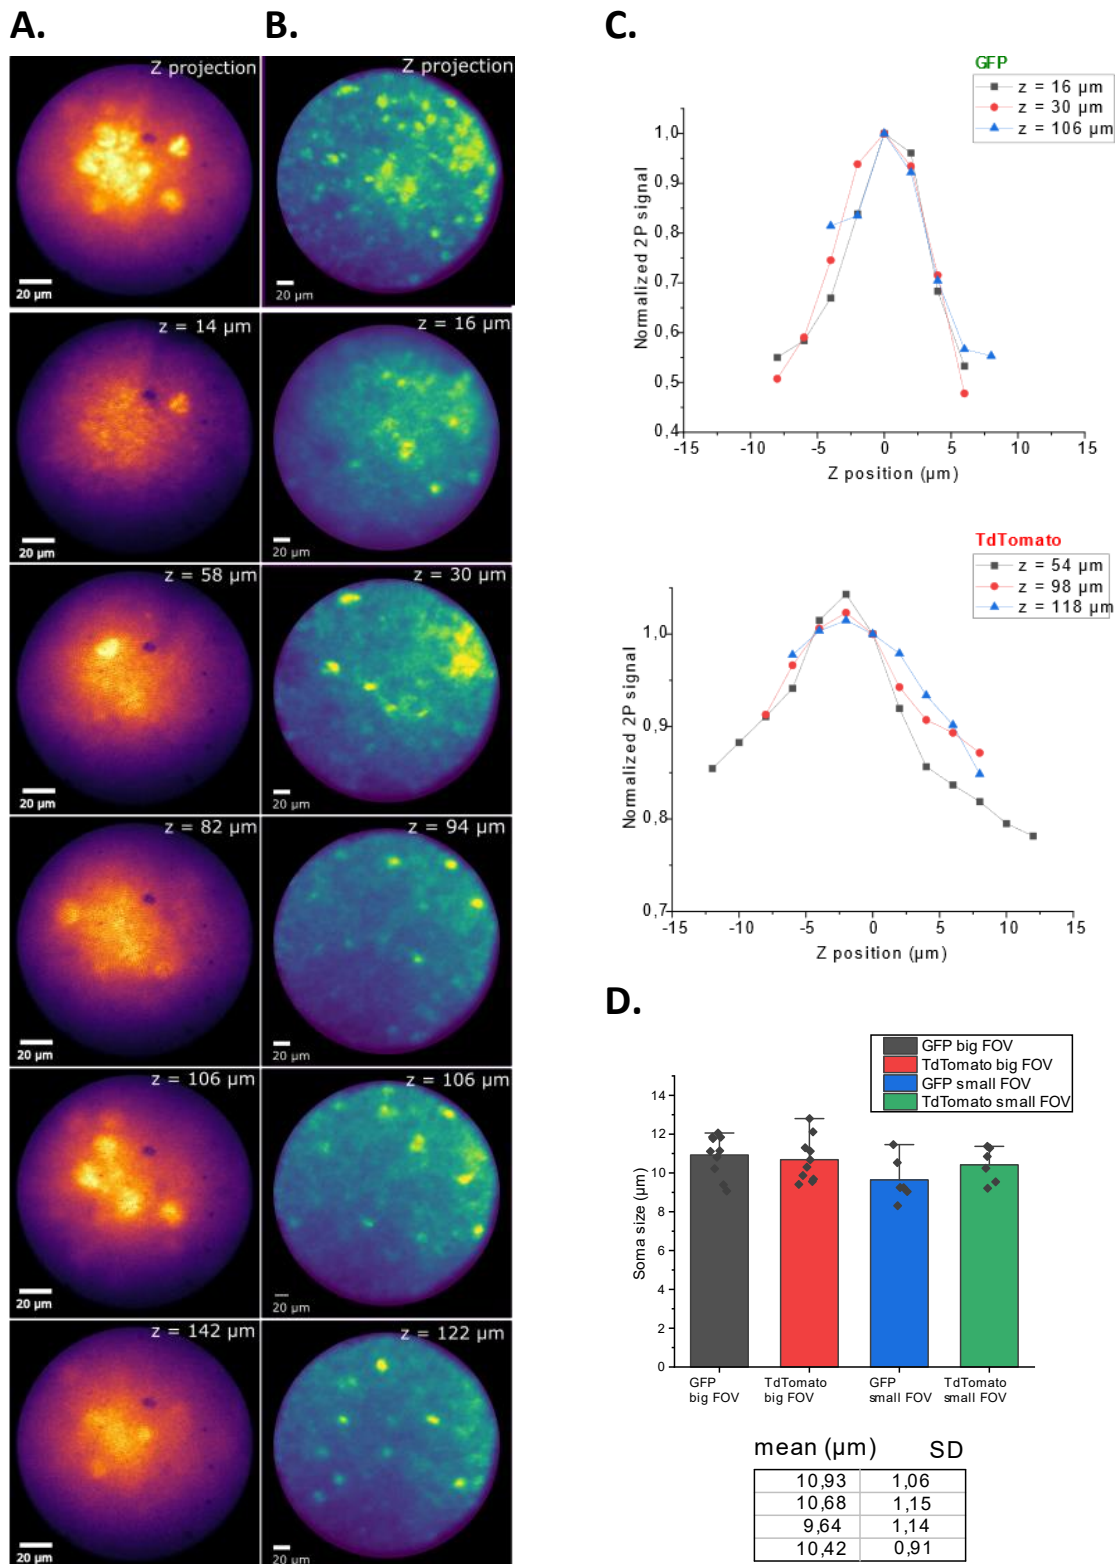 A.
B.
C.
Z projection
20 µm
z = 14 µm
20 µm
z = 58 µm
20 µm
z = 82 µm
20 µm
z = 106 µm
20 µm
z = 142 µm
20 µm
Z projection
20 µm
z = 16 µm
20 µm
z = 30 µm
20 µm
z = 94 µm
20 µm
z = 106 µm
20 µm
z = 122 µm
20 µm
GFP
z = 16 µm
z = 30 µm
z = 106 µm
Normalized 2P signal
1,0
0,9
0,8
0,7
0,6
0,5
0,4
-15 -10 -5 0 5 10 15
Z position (µm)
TdTomato
z = 54 µm
z = 98 µm
z = 118 µm
Normalized 2P signal
1,0
0,9
0,8
0,7
-15 -10 -5 0 5 10 15
Z position (µm)
D.
GFP big FOV
TdTomato big FOV
GFP small FOV
TdTomato small FOV
Soma size (µm)
14
12
10
8
6
4
2
0
GFP
big FOV
TdTomato
big FOV
GFP
small FOV
TdTomato
small FOV
mean (µm) SD
10,93 1,06
10,68 1,15
9,64 1,14
10,42 0,91